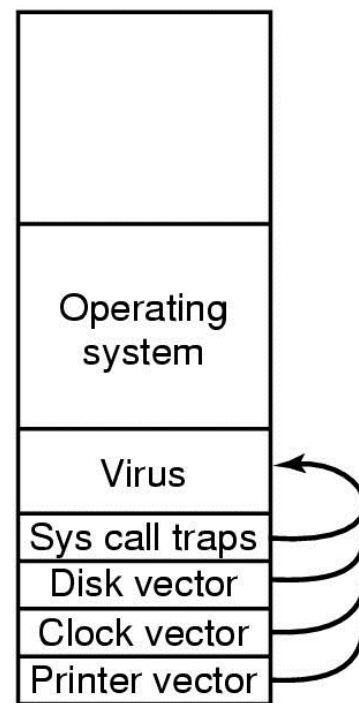 Operating
system
Virus
Sys call traps
Disk vector
Clock vector
Printer vector